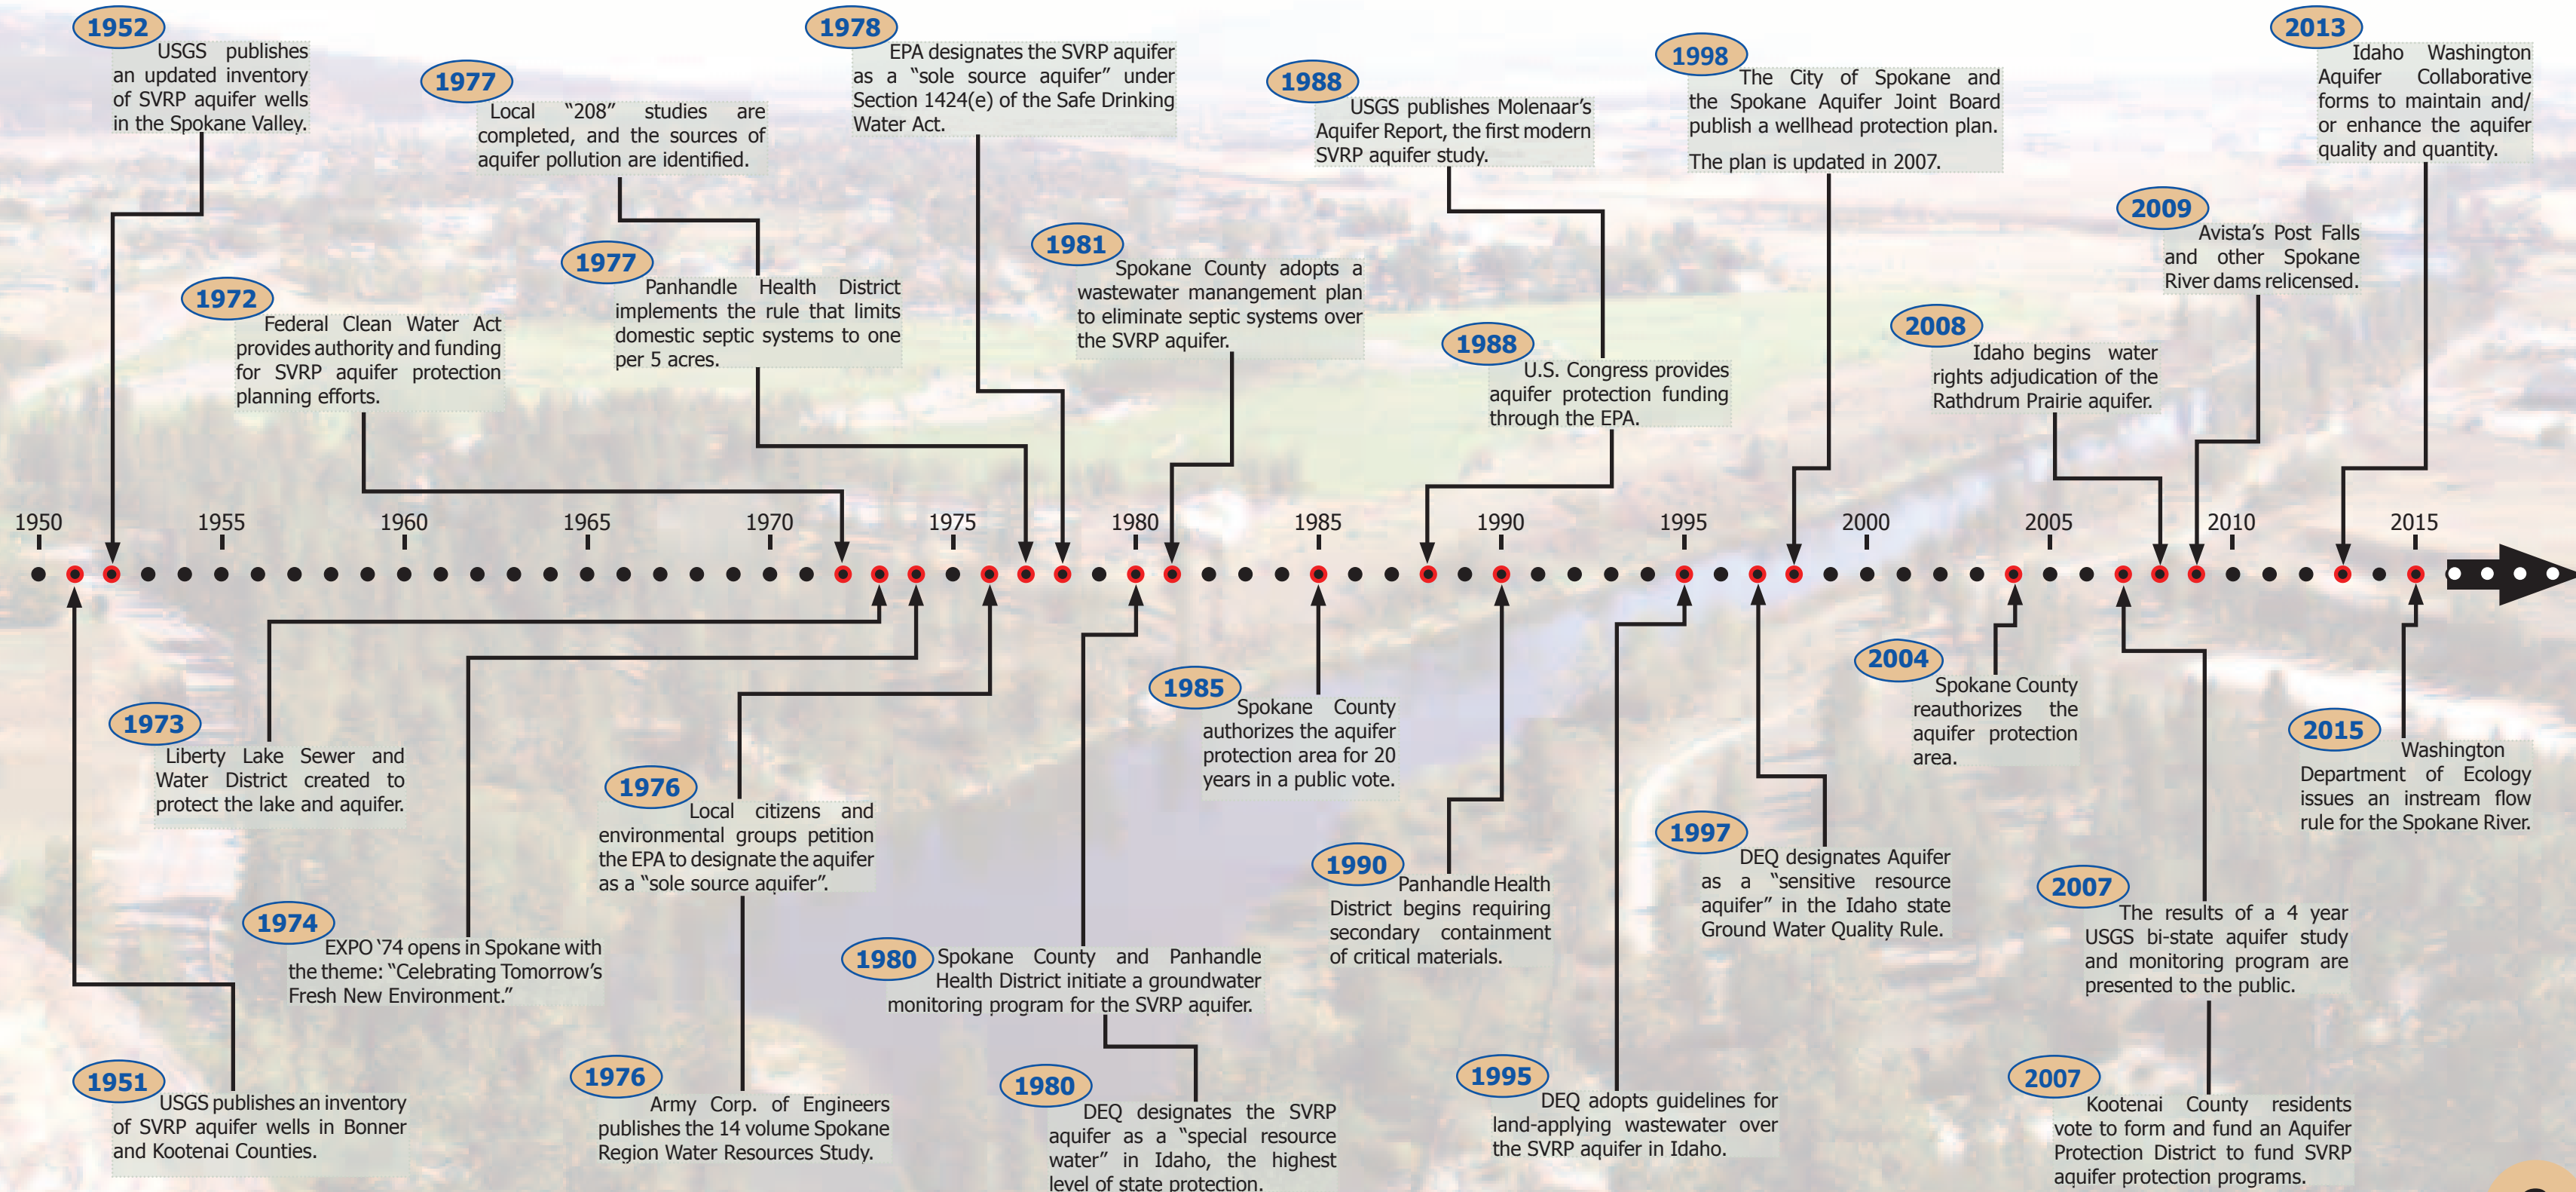 1952
USGS publishes
an updated inventory
of SVRP aquifer wells
in the Spokane Valley.
1977
Local “208” studies are
completed, and the sources of
aquifer pollution are identified.
1978
EPA designates the SVRP aquifer
as a “sole source aquifer” under
Section 1424(e) of the Safe Drinking
Water Act.
1988
USGS publishes Molenaar’s
Aquifer Report, the first modern
SVRP aquifer study.
1998
The City of Spokane and
the Spokane Aquifer Joint Board
publish a wellhead protection plan.
The plan is updated in 2007.
2013
Idaho Washington
Aquifer Collaborative
forms to maintain and/
or enhance the aquifer
quality and quantity.
1972
Federal Clean Water Act
provides authority and funding
for SVRP aquifer protection
planning efforts.
1977
Panhandle Health District
implements the rule that limits
domestic septic systems to one
per 5 acres.
1981
Spokane County adopts a
wastewater manangement plan
to eliminate septic systems over
the SVRP aquifer.
1988
U.S. Congress provides
aquifer protection funding
through the EPA.
2008
Idaho begins water
rights adjudication of the
Rathdrum Prairie aquifer.
2009
Avista’s Post Falls
and other Spokane
River dams relicensed.
1950 1955 1960 1965 1970 1975 1980 1985 1990 1995 2000 2005 2010 2015
1973
Liberty Lake Sewer and
Water District created to
protect the lake and aquifer.
1974
EXPO ‘74 opens in Spokane with
the theme: “Celebrating Tomorrow’s
Fresh New Environment.”
1951
USGS publishes an inventory
of SVRP aquifer wells in Bonner
and Kootenai Counties.
1976
Local citizens and
environmental groups petition
the EPA to designate the aquifer
as a “sole source aquifer”.
1976
Army Corp. of Engineers
publishes the 14 volume Spokane
Region Water Resources Study.
1980
Spokane County and Panhandle
Health District initiate a groundwater
monitoring program for the SVRP aquifer.
1980
DEQ designates the SVRP
aquifer as a “special resource
water” in Idaho, the highest
level of state protection.
1985
Spokane County
authorizes the aquifer
protection area for 20
years in a public vote.
1990
Panhandle Health
District begins requiring
secondary containment
of critical materials.
1995
DEQ adopts guidelines for
land-applying wastewater over
the SVRP aquifer in Idaho.
1997
DEQ designates Aquifer
as a “sensitive resource
aquifer” in the Idaho state
Ground Water Quality Rule.
2004
Spokane County
reauthorizes the
aquifer protection
area.
2007
The results of a 4 year
USGS bi-state aquifer study
and monitoring program are
presented to the public.
2007
Kootenai County residents
vote to form and fund an Aquifer
Protection District to fund SVRP
aquifer protection programs.
2015
Washington
Department of Ecology
issues an instream flow
rule for the Spokane River.